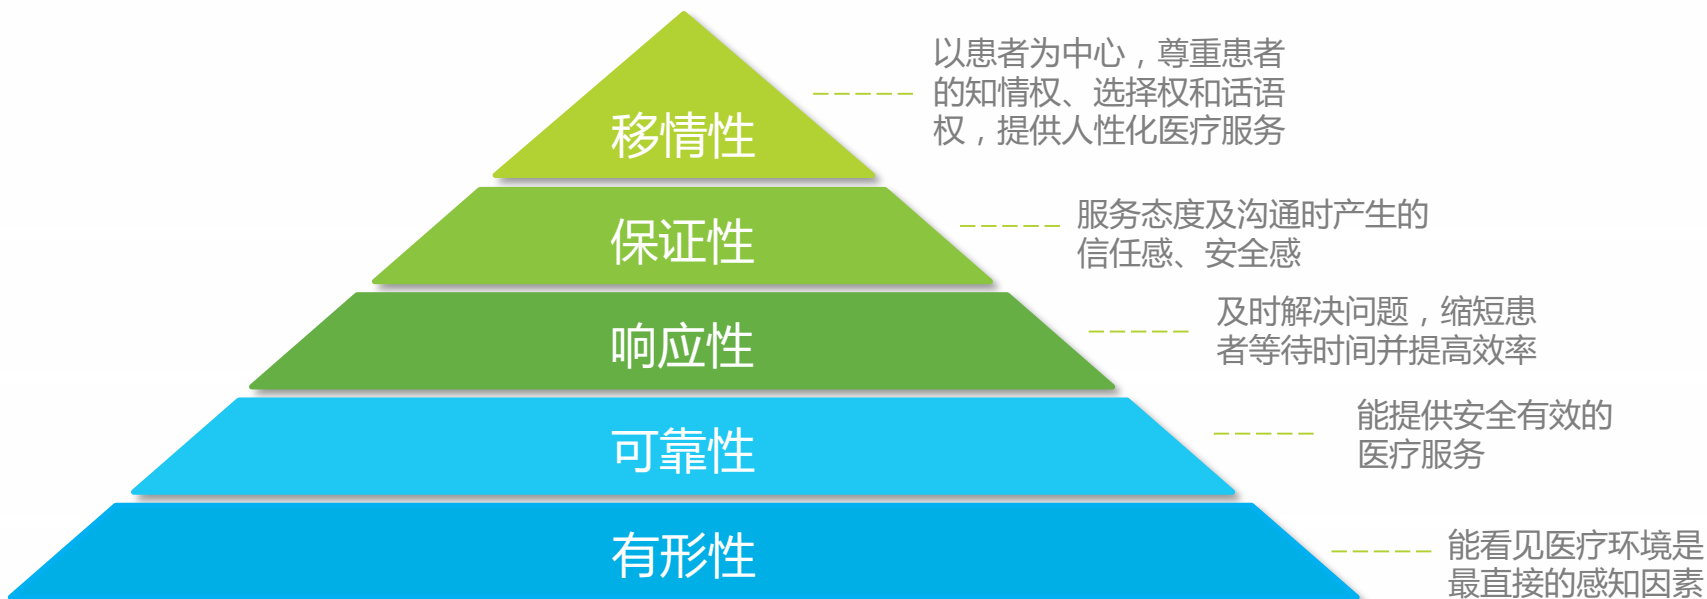 移情性
以患者为中心，尊重患者
的知情权、选择权和话语
权，提供人性化医疗服务
保证性
服务态度及沟通时产生的
信任感、安全感
响应性
及时解决问题，缩短患
者等待时间并提高效率
可靠性
能提供安全有效的
医疗服务
有形性
能看见医疗环境是
最直接的感知因素